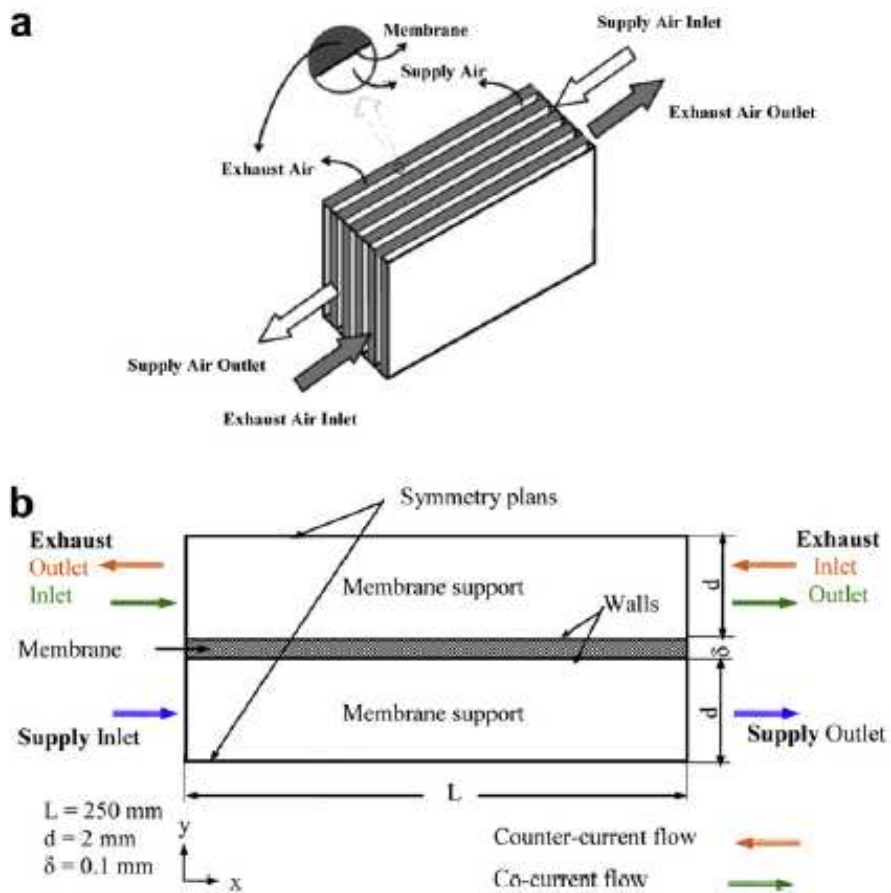 a
Membrane
Supply Air
Supply Air Inlet
Exhaust Air Outlet
Exhaust Air
Supply Air Outlet
Exhaust Air Inlet
b
Symmetry plans
Exhaust
Outlet
Inlet
Membrane support
d
Exhaust
Inlet
Outlet
Walls
Membrane
δ
Membrane support
d
Supply Inlet
Supply Outlet
L
L = 250 mm
d = 2 mm
δ = 0.1 mm
y
x
Counter-current flow
Co-current flow